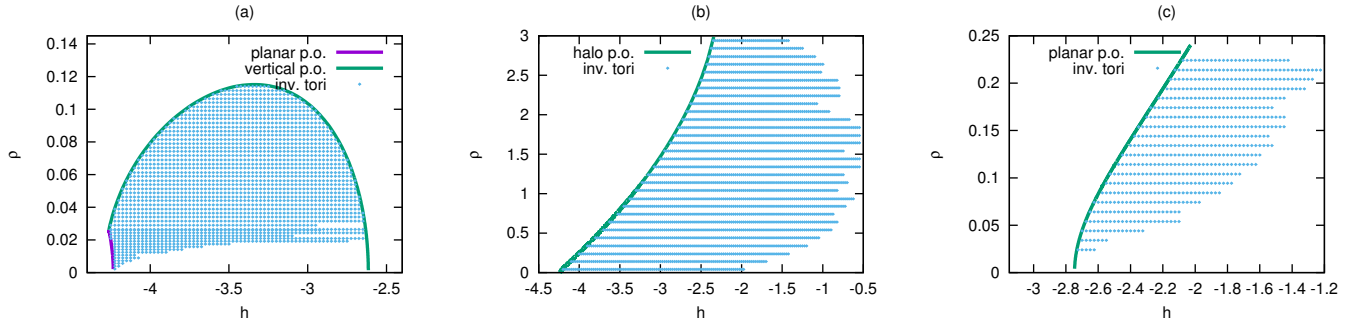 (a)
planar p.o.
vertical p.o.
inv. tori
ρ
0.14
0.12
0.1
0.08
0.06
0.04
0.02
0
-4 -3.5 -3 -2.5
h
(b)
halo p.o.
inv. tori
ρ
3
2.5
2
1.5
1
0.5
0
-4.5 -4 -3.5 -3 -2.5 -2 -1.5 -1 -0.5
h
(c)
planar p.o.
inv. tori
ρ
0.25
0.2
0.15
0.1
0.05
0
-3 -2.8 -2.6 -2.4 -2.2 -2 -1.8 -1.6 -1.4 -1.2
h